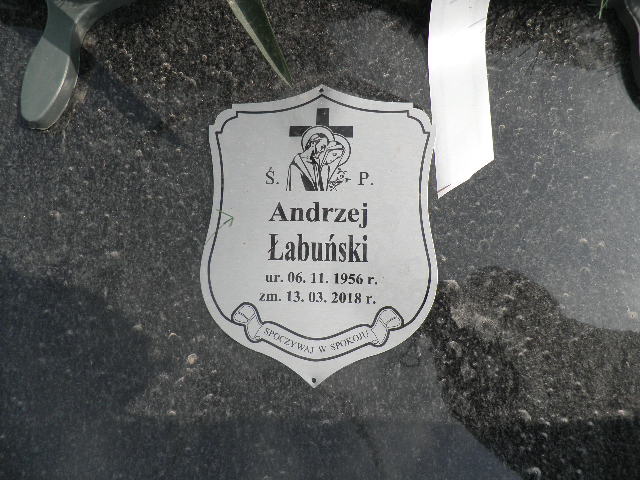 Ś. P.
Andrzej
Łabuński
ur. 06. 11. 1956 r.
zm. 13. 03. 2018 r.
SPOCZYWAJ W SPOKOJU